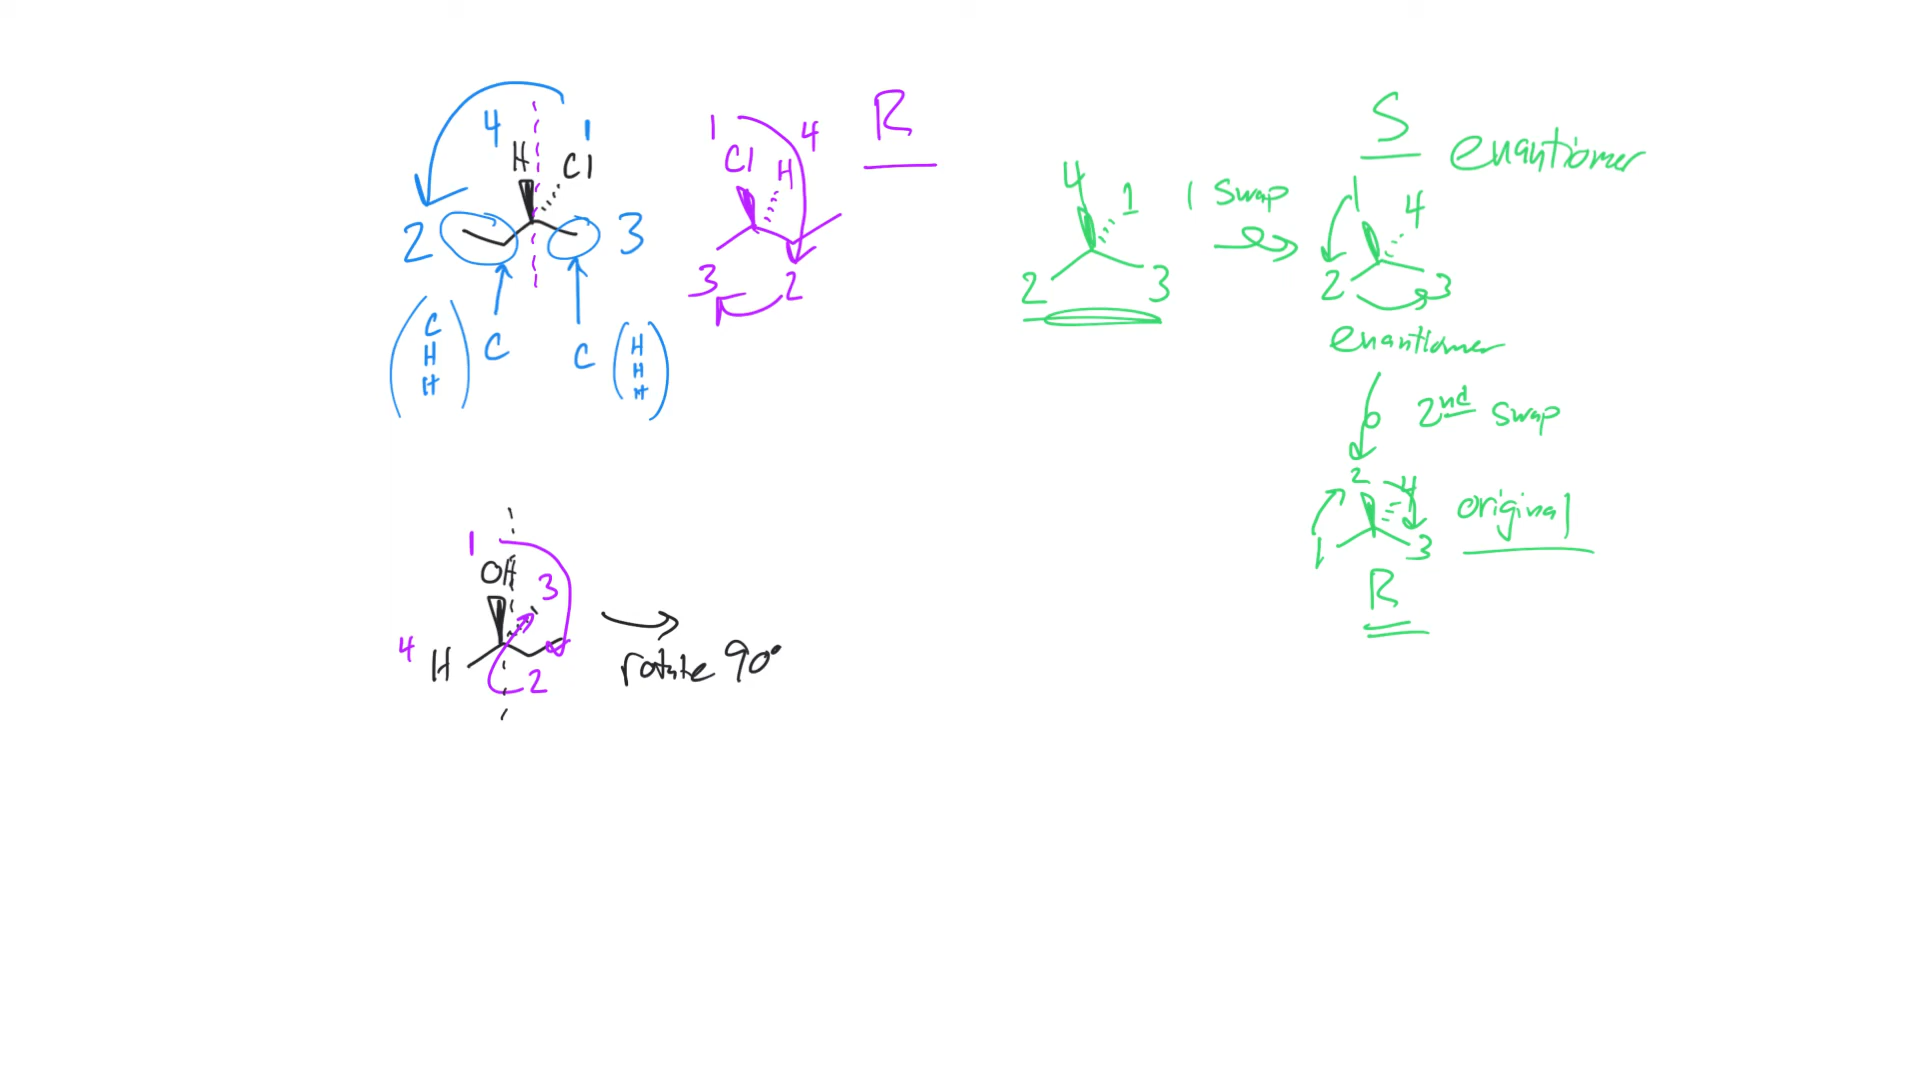 4 1
H Cl
2 3
C
H
H
C
C
H
H
H
1 4
Cl H
3 2
R
4 1
2 3
1 swap
S enantiomer
1 4
2 3
enantiomer
2nd swap
2 4
1 3
original
R
1
OH 3
4 H
2
rotate 90°